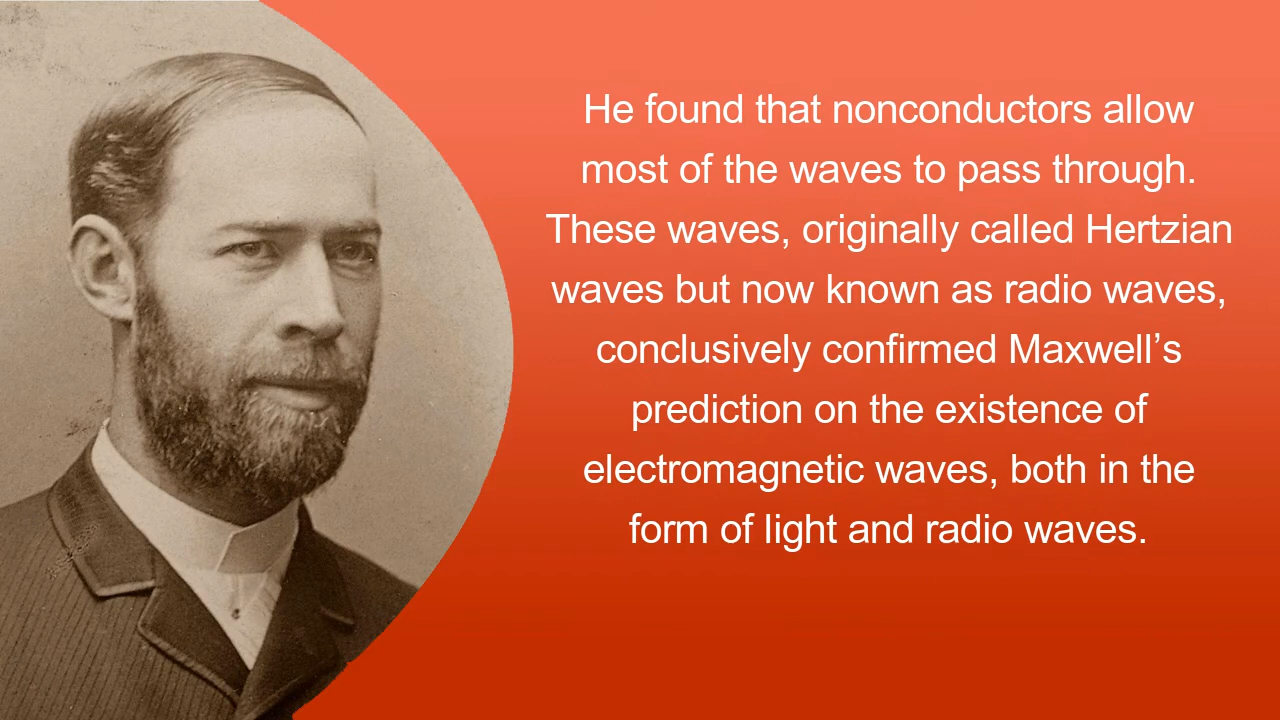 He found that nonconductors allow
most of the waves to pass through.
These waves, originally called Hertzian
waves but now known as radio waves,
conclusively confirmed Maxwell’s
prediction on the existence of
electromagnetic waves, both in the
form of light and radio waves.